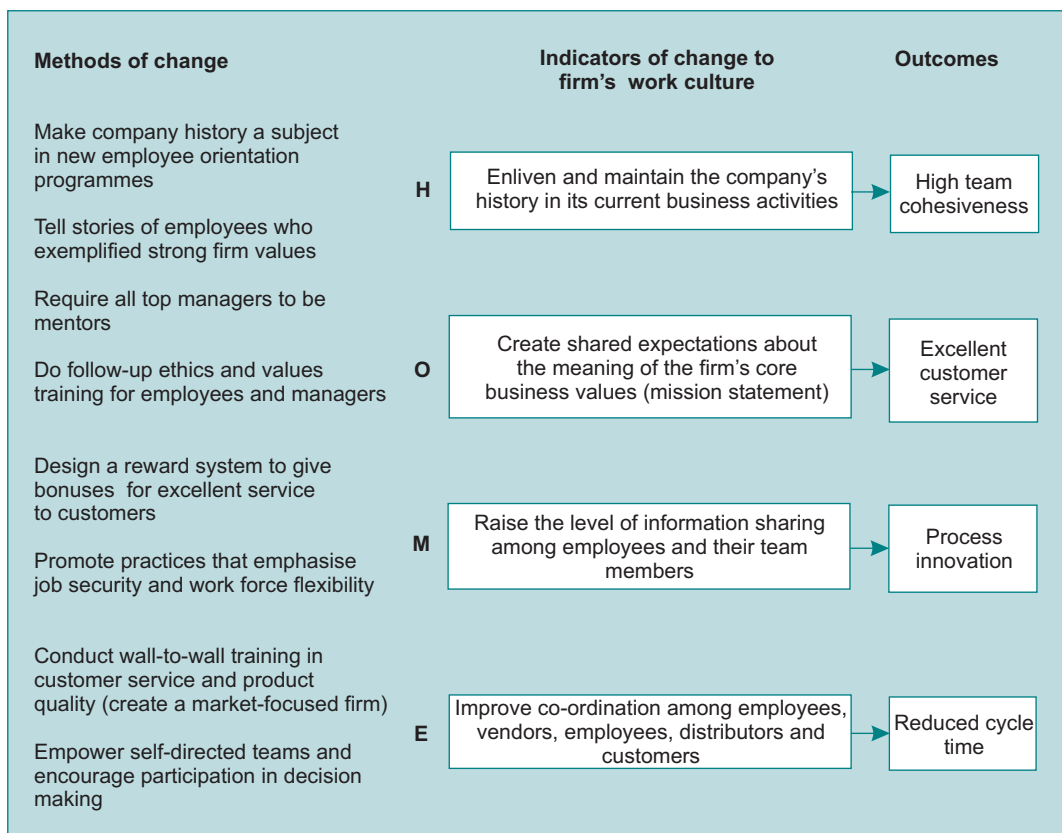 Methods of change
Indicators of change to
firm's work culture
Outcomes
Make company history a subject
in new employee orientation
programmes
Tell stories of employees who
exemplified strong firm values
H
Enliven and maintain the company's
history in its current business activities
High team
cohesiveness
Require all top managers to be
mentors
Do follow-up ethics and values
training for employees and managers
O
Create shared expectations about
the meaning of the firm's core
business values (mission statement)
Excellent
customer
service
Design a reward system to give
bonuses for excellent service
to customers
Promote practices that emphasise
job security and work force flexibility
M
Raise the level of information sharing
among employees and their team
members
Process
innovation
Conduct wall-to-wall training in
customer service and product
quality (create a market-focused firm)
Empower self-directed teams and
encourage participation in decision
making
E
Improve co-ordination among employees,
vendors, employees, distributors and
customers
Reduced cycle
time